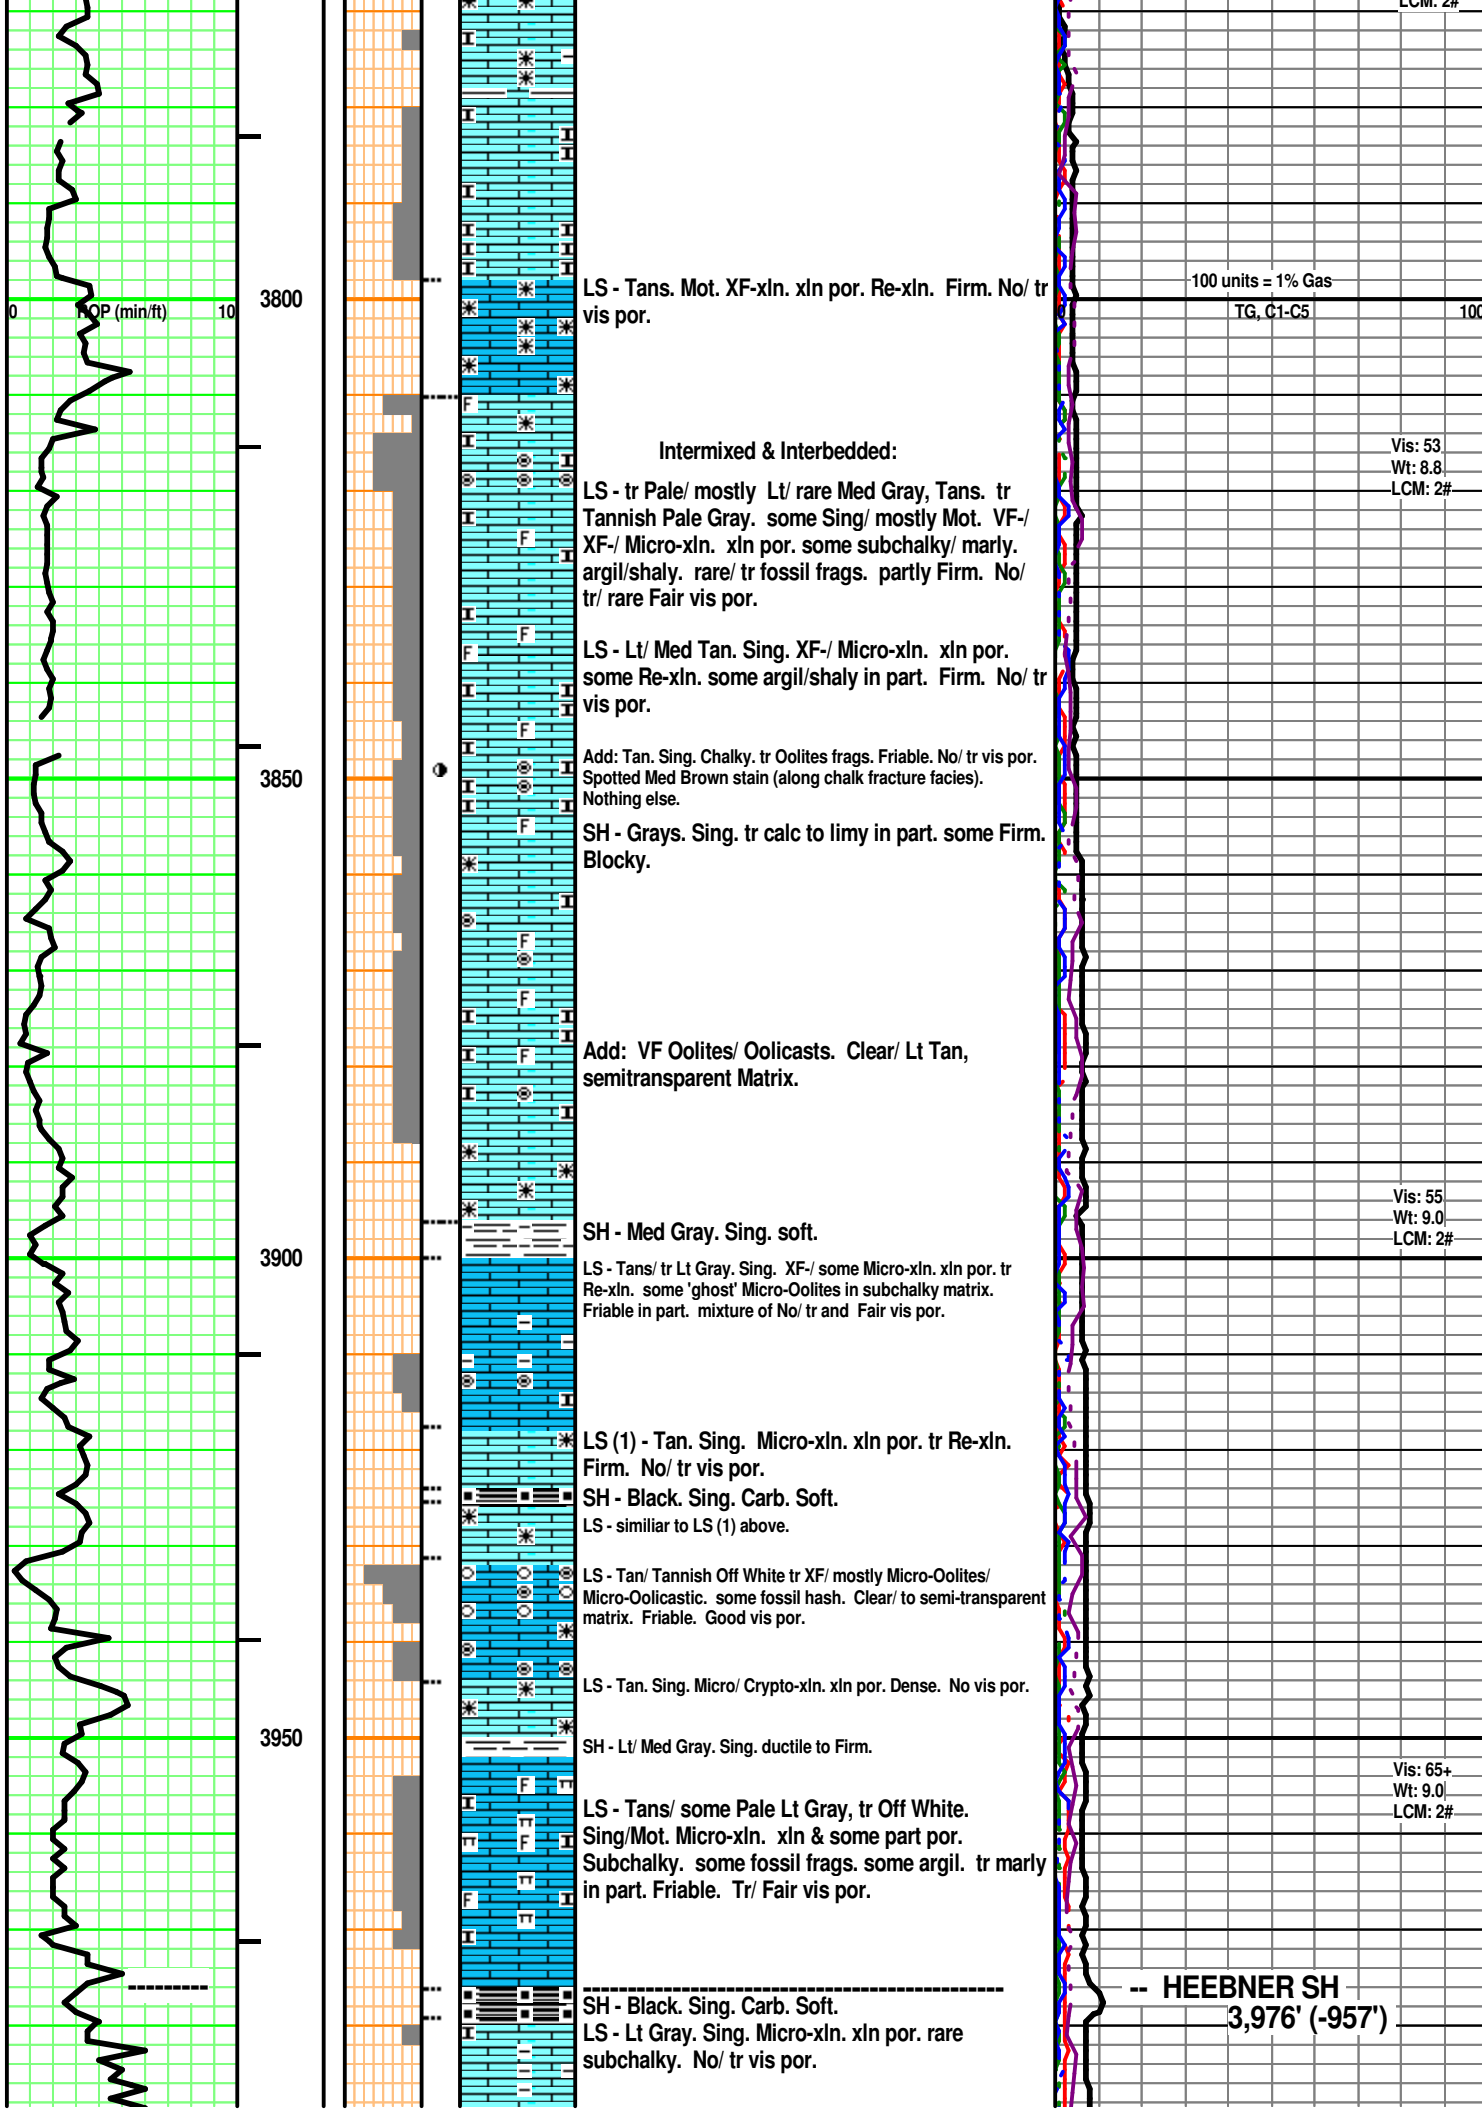 LCM: 2#
3800
0 ROP (min/ft) 10
LS - Tans. Mot. XF-xln. xln por. Re-xln. Firm. No/ tr
vis por.
100 units = 1% Gas
TG, C1-C5 100
Intermixed & Interbedded:
Vis: 53
Wt: 8.8
LCM: 2#
LS - tr Pale/ mostly Lt/ rare Med Gray, Tans. tr
Tannish Pale Gray. some Sing/ mostly Mot. VF-/
XF-/ Micro-xln. xln por. some subchalky/ marly.
argil/shaly. rare/ tr fossil frags. partly Firm. No/
tr/ rare Fair vis por.
LS - Lt/ Med Tan. Sing. XF-/ Micro-xln. xln por.
some Re-xln. some argil/shaly in part. Firm. No/ tr
vis por.
3850
Add: Tan. Sing. Chalky. tr Oolites frags. Friable. No/ tr vis por.
Spotted Med Brown stain (along chalk fracture facies).
Nothing else.
SH - Grays. Sing. tr calc to limy in part. some Firm.
Blocky.
Add: VF Oolites/ Oolicasts. Clear/ Lt Tan,
semitransparent Matrix.
Vis: 55
Wt: 9.0
LCM: 2#
SH - Med Gray. Sing. soft.
3900
LS - Tans/ tr Lt Gray. Sing. XF-/ some Micro-xln. xln por. tr
Re-xln. some 'ghost' Micro-Oolites in subchalky matrix.
Friable in part. mixture of No/ tr and Fair vis por.
LS (1) - Tan. Sing. Micro-xln. xln por. tr Re-xln.
Firm. No/ tr vis por.
SH - Black. Sing. Carb. Soft.
LS - similiar to LS (1) above.
LS - Tan/ Tannish Off White tr XF/ mostly Micro-Oolites/
Micro-Oolicastic. some fossil hash. Clear/ to semi-transparent
matrix. Friable. Good vis por.
LS - Tan. Sing. Micro/ Crypto-xln. xln por. Dense. No vis por.
3950
SH - Lt/ Med Gray. Sing. ductile to Firm.
Vis: 65+
Wt: 9.0
LCM: 2#
LS - Tans/ some Pale Lt Gray, tr Off White.
Sing/Mot. Micro-xln. xln & some part por.
Subchalky. some fossil frags. some argil. tr marly
in part. Friable. Tr/ Fair vis por.
-- HEEBNER SH
3,976' (-957')
SH - Black. Sing. Carb. Soft.
LS - Lt Gray. Sing. Micro-xln. xln por. rare
subchalky. No/ tr vis por.